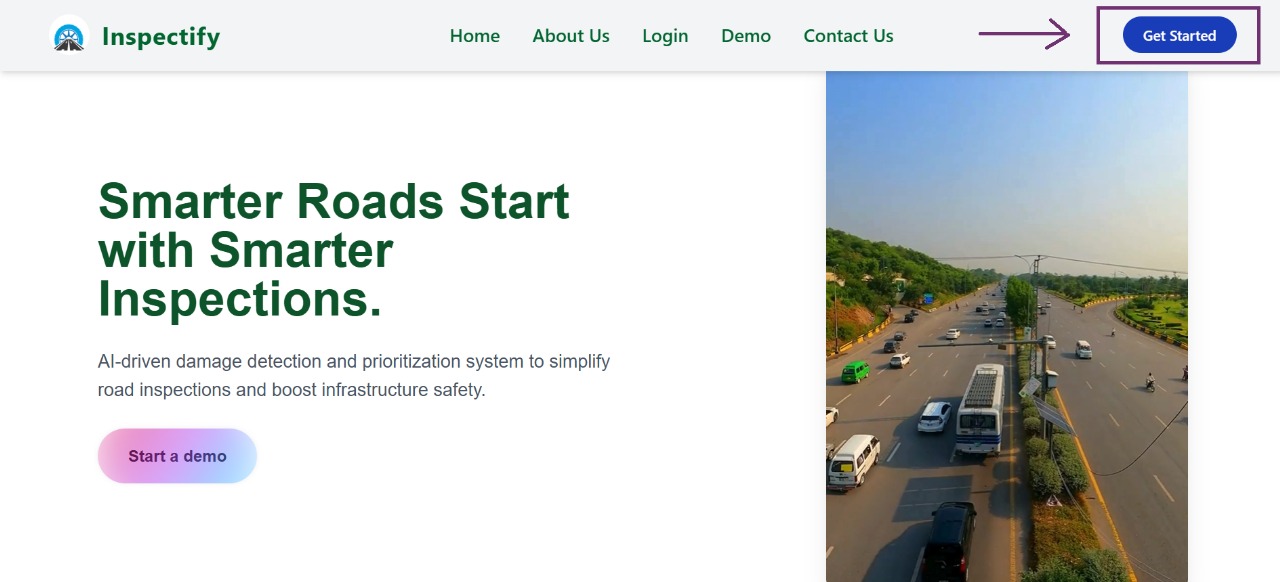 Inspectify
Home
About Us
Login
Demo
Contact Us
Get Started
Smarter Roads Start
with Smarter
Inspections.
AI-driven damage detection and prioritization system to simplify
road inspections and boost infrastructure safety.
Start a demo